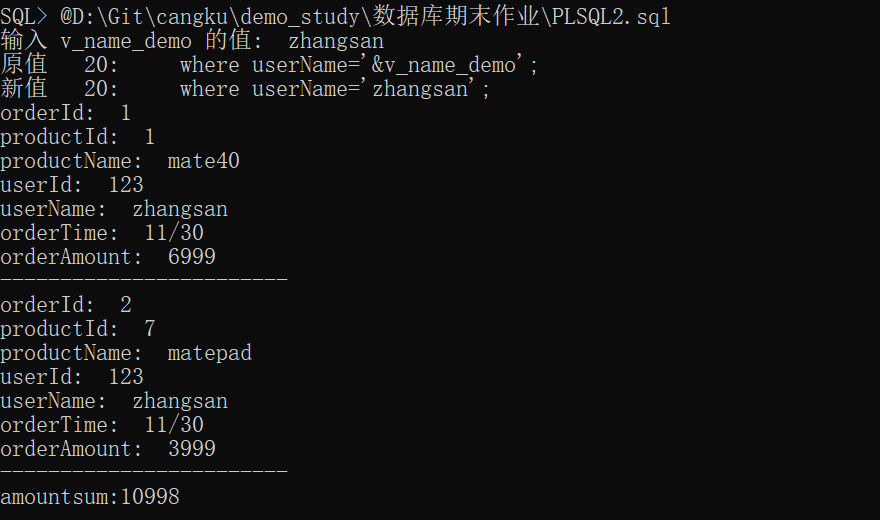 SQL> @D:\Git\cangku\demo_study\数据库期末作业\PLSQL2.sql
输入 v_name_demo 的值:  zhangsan
原值   20:     where userName='&v_name_demo';
新值   20:     where userName='zhangsan';
orderId:  1
productId:  1
productName:  mate40
userId:  123
userName:  zhangsan
orderTime:  11/30
orderAmount:  6999
------------------------
orderId:  2
productId:  7
productName:  matepad
userId:  123
userName:  zhangsan
orderTime:  11/30
orderAmount:  3999
------------------------
amountsum:10998